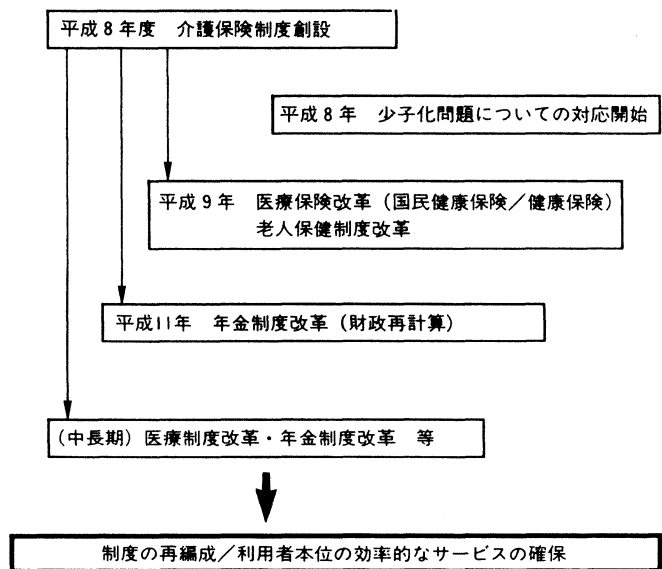 平成8年度　介護保険制度創設
平成8年　少子化問題についての対応開始
平成9年　医療保険改革（国民健康保険／健康保険）
老人保健制度改革
平成11年　年金制度改革（財政再計算）
（中長期）医療制度改革・年金制度改革　等
制度の再編成／利用者本位の効率的なサービスの確保